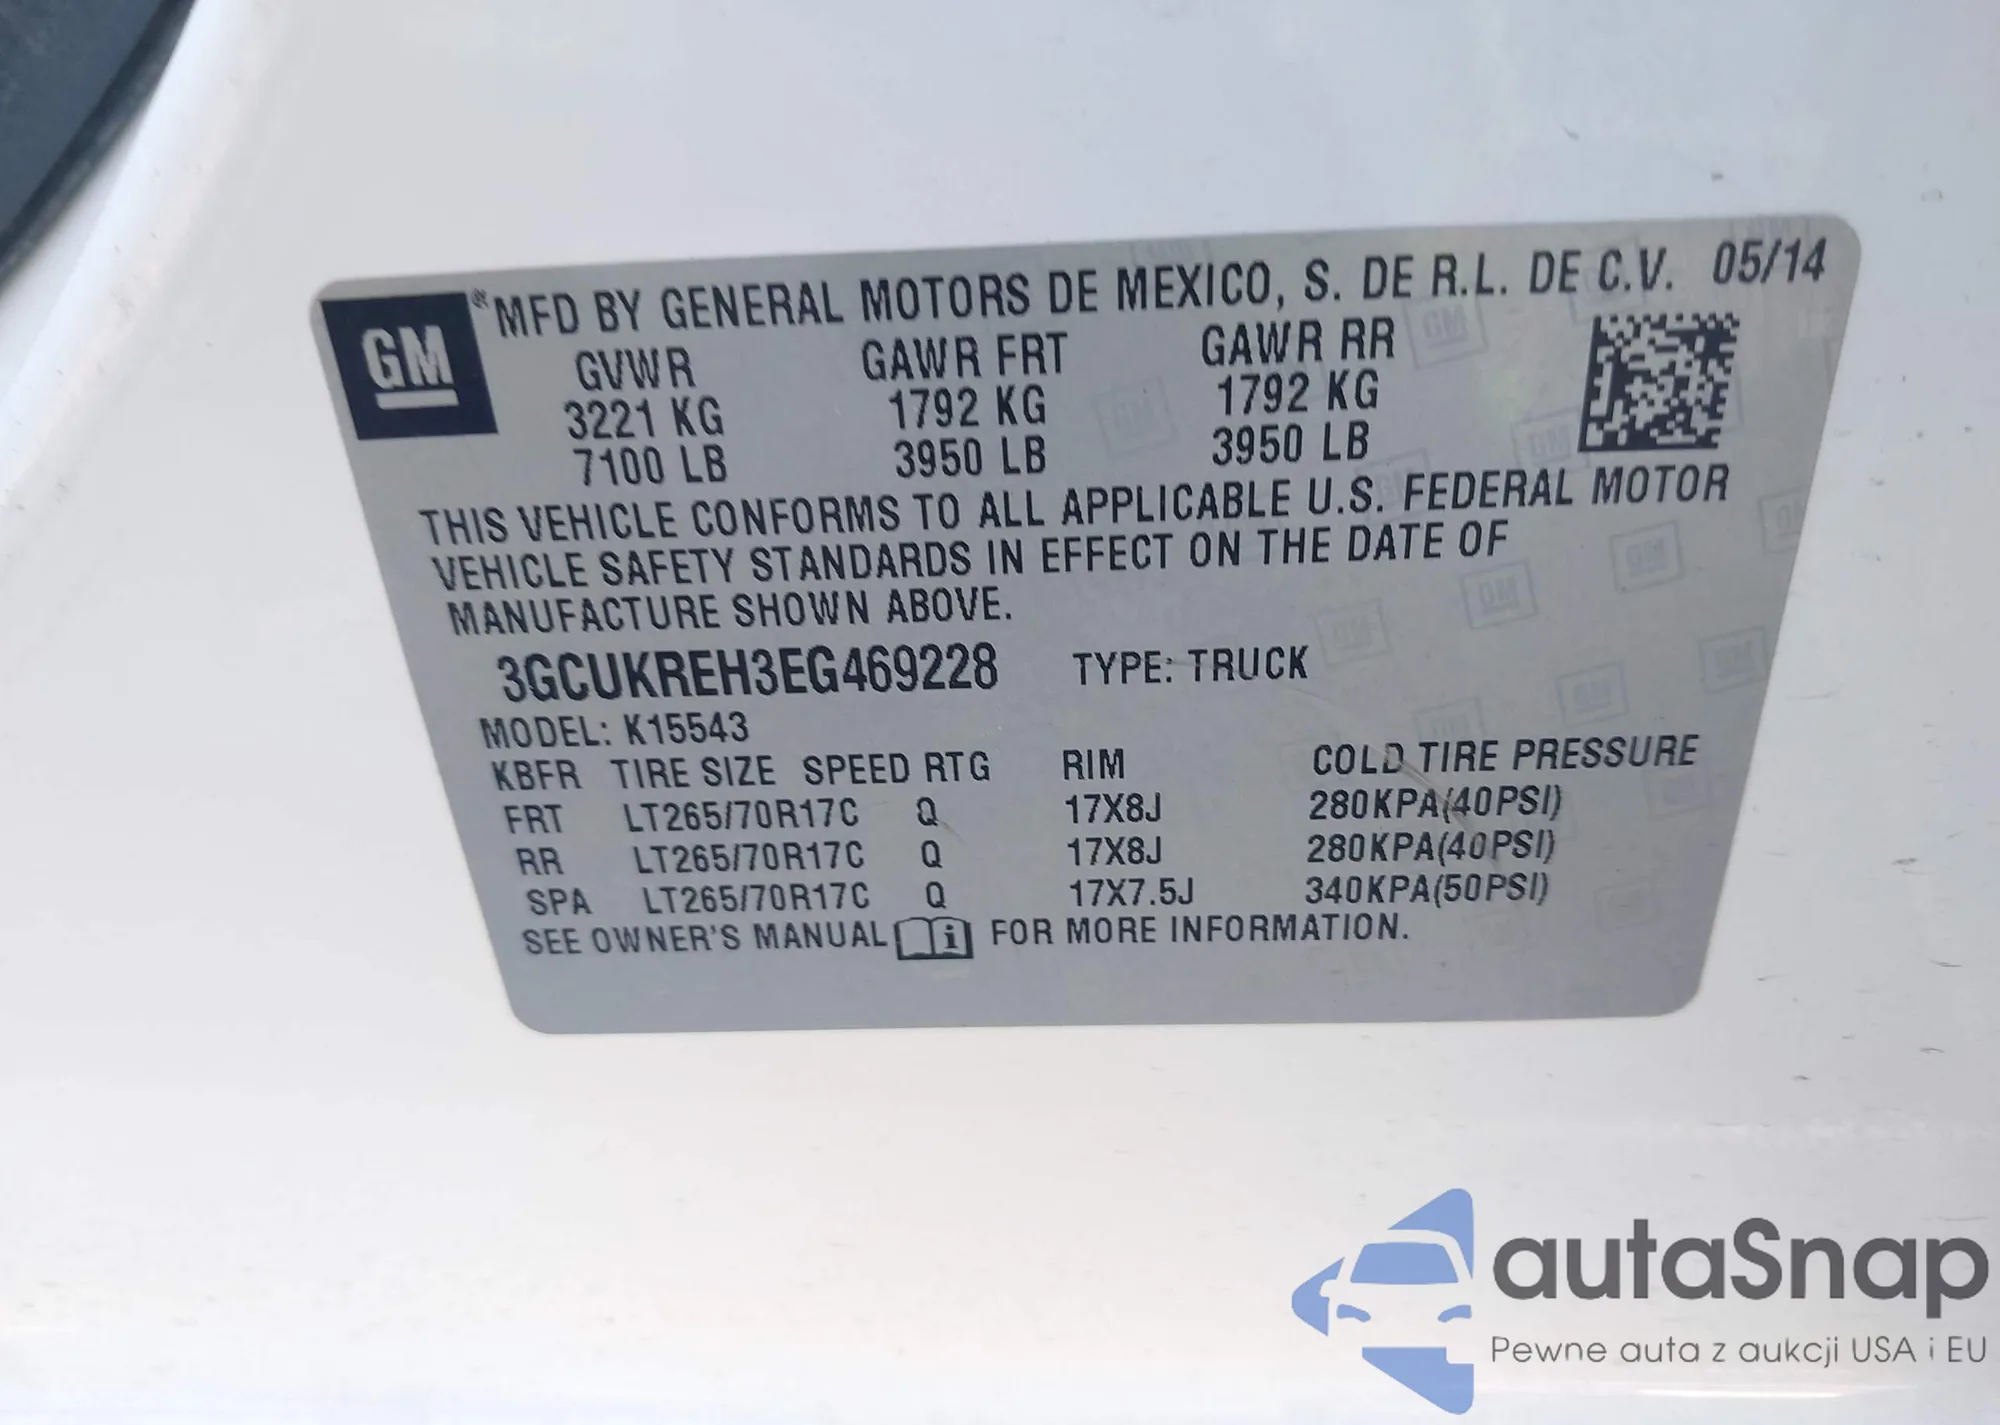 GM
® MFD BY GENERAL MOTORS DE MEXICO, S. DE R.L. DE C.V. 05/14
GVWR GAWR FRT GAWR RR
3221 KG 1792 KG 1792 KG
7100 LB 3950 LB 3950 LB
THIS VEHICLE CONFORMS TO ALL APPLICABLE U.S. FEDERAL MOTOR
VEHICLE SAFETY STANDARDS IN EFFECT ON THE DATE OF
MANUFACTURE SHOWN ABOVE.
3GCUKREH3EG469228 TYPE: TRUCK
MODEL: K15543
KBFR TIRE SIZE SPEED RTG RIM COLD TIRE PRESSURE
FRT LT265/70R17C Q 17X8J 280KPA(40PSI)
RR LT265/70R17C Q 17X8J 280KPA(40PSI)
SPA LT265/70R17C Q 17X7.5J 340KPA(50PSI)
SEE OWNER'S MANUAL i FOR MORE INFORMATION.
autaSnap
Pewne auta z aukcji USA i EU